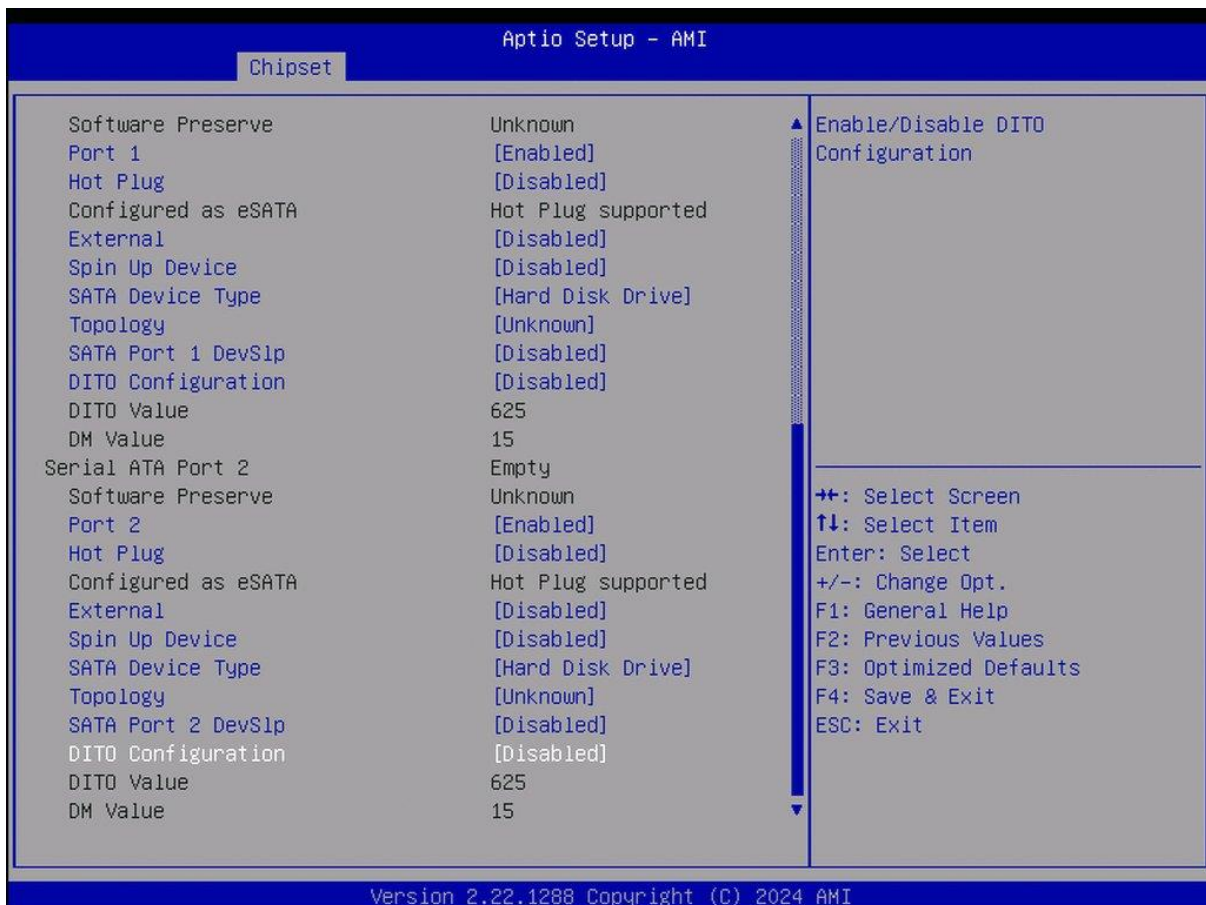 Aptio Setup – AMI
Chipset
Software Preserve Unknown
Port 1 [Enabled]
Hot Plug [Disabled]
Configured as eSATA Hot Plug supported
External [Disabled]
Spin Up Device [Disabled]
SATA Device Type [Hard Disk Drive]
Topology [Unknown]
SATA Port 1 DevSlp [Disabled]
DITO Configuration [Disabled]
DITO Value 625
DM Value 15
Serial ATA Port 2 Empty
Software Preserve Unknown
Port 2 [Enabled]
Hot Plug [Disabled]
Configured as eSATA Hot Plug supported
External [Disabled]
Spin Up Device [Disabled]
SATA Device Type [Hard Disk Drive]
Topology [Unknown]
SATA Port 2 DevSlp [Disabled]
DITO Configuration [Disabled]
DITO Value 625
DM Value 15
Enable/Disable DITO
Configuration
→←: Select Screen
↑↓: Select Item
Enter: Select
+/-: Change Opt.
F1: General Help
F2: Previous Values
F3: Optimized Defaults
F4: Save & Exit
ESC: Exit
Version 2.22.1288 Copyright (C) 2024 AMI